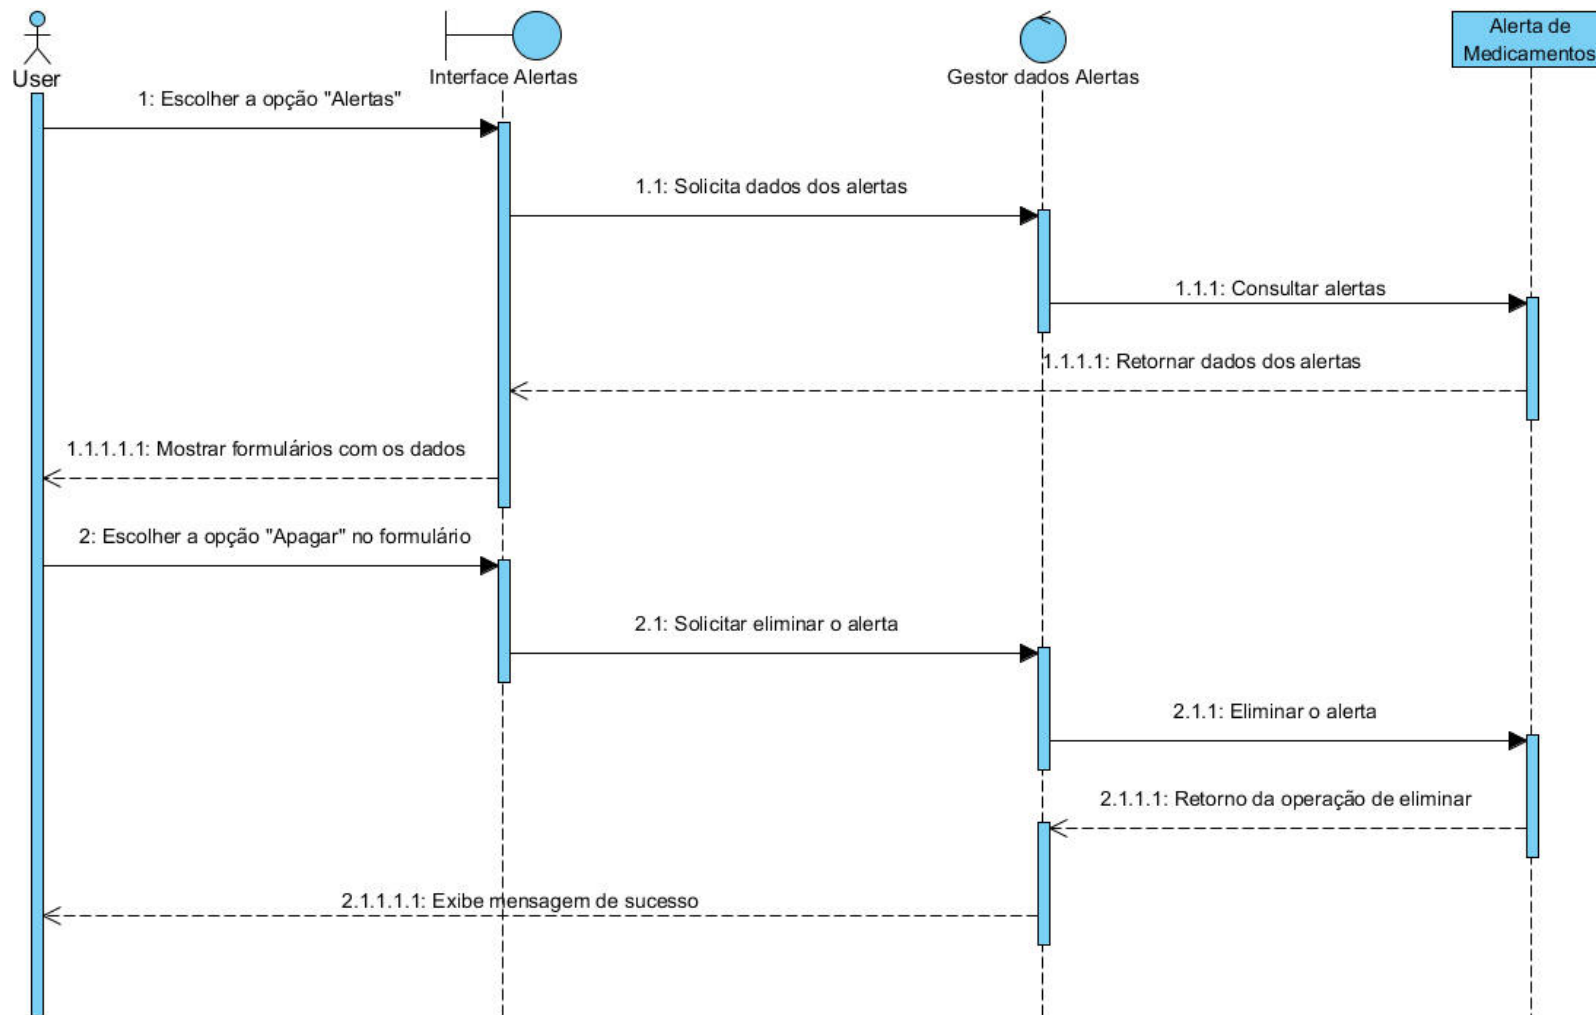 Alerta de
Medicamentos
User
Interface Alertas
Gestor dados Alertas
1: Escolher a opção "Alertas"
1.1: Solicita dados dos alertas
1.1.1: Consultar alertas
1.1.1.1: Retornar dados dos alertas
1.1.1.1.1: Mostrar formulários com os dados
2: Escolher a opção "Apagar" no formulário
2.1: Solicitar eliminar o alerta
2.1.1: Eliminar o alerta
2.1.1.1: Retorno da operação de eliminar
2.1.1.1.1: Exibe mensagem de sucesso